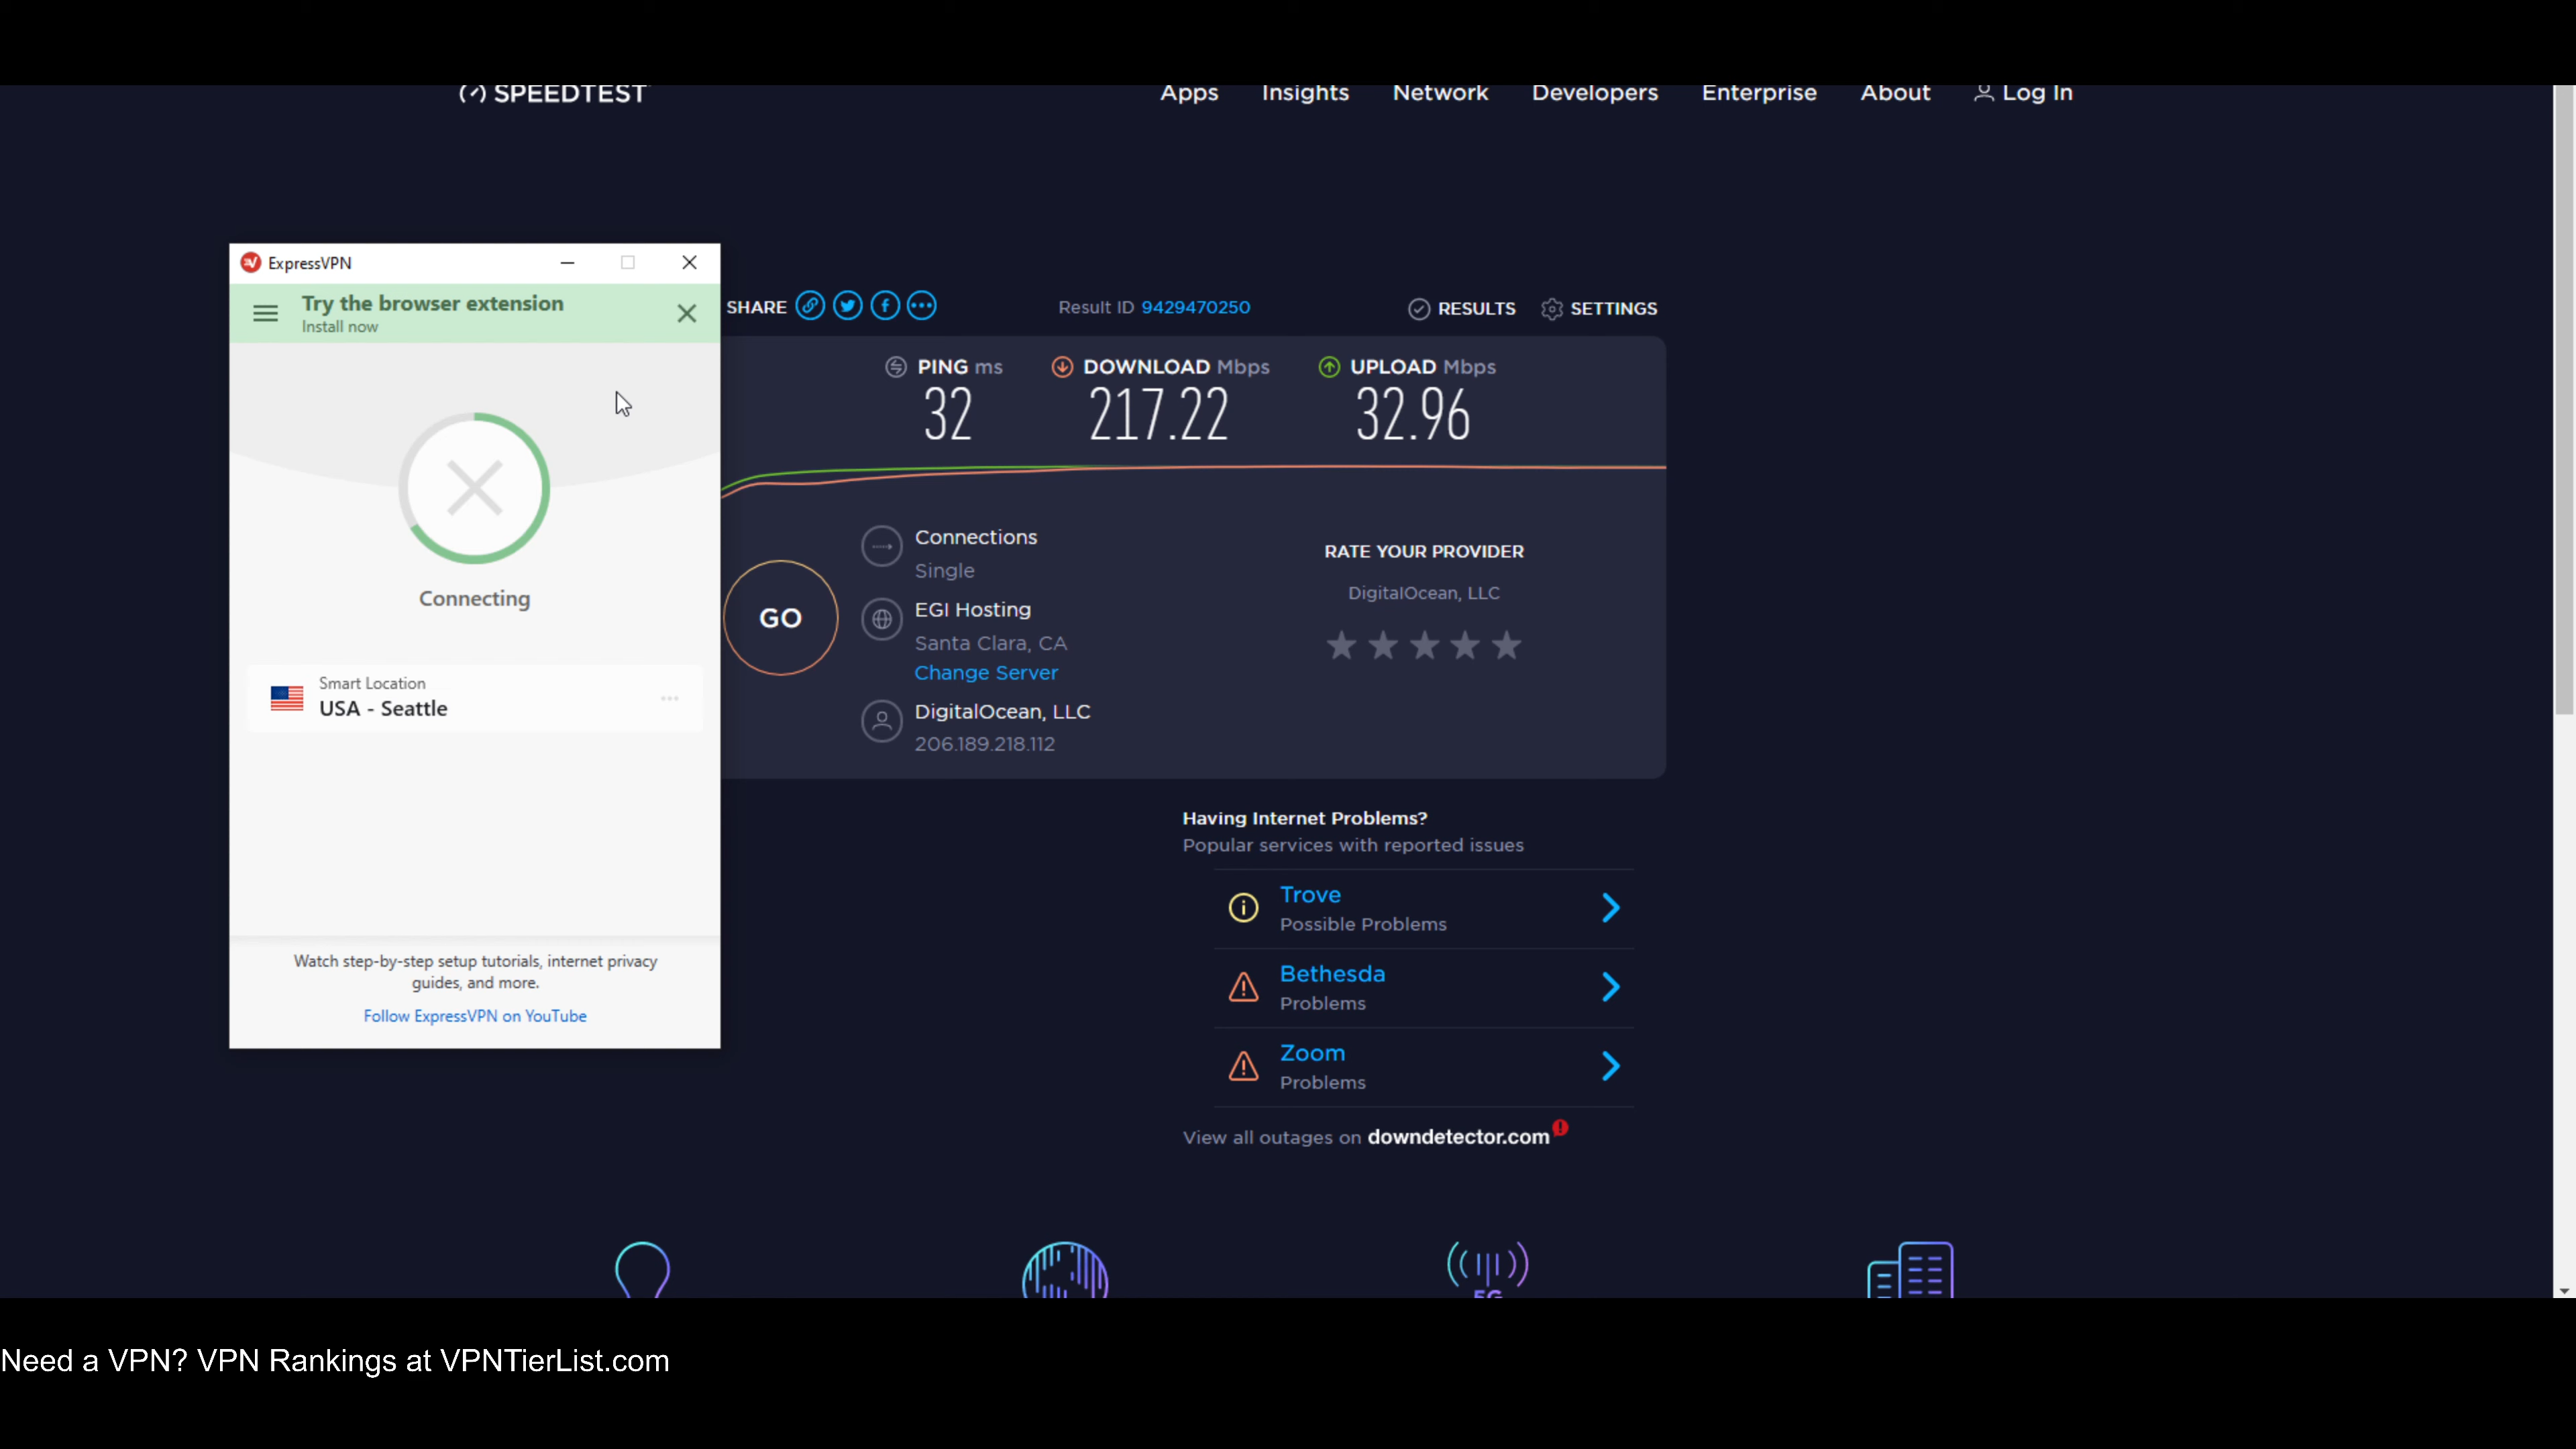 SPEEDTEST
Apps Insights Network Developers Enterprise About Log In
ExpressVPN
Try the browser extension
Install now
Connecting
Smart Location
USA - Seattle
Watch step-by-step setup tutorials, internet privacy
guides, and more.
Follow ExpressVPN on YouTube
SHARE
Result ID 9429470250
RESULTS SETTINGS
PING ms DOWNLOAD Mbps UPLOAD Mbps
32 217.22 32.96
GO
Connections
Single
EGI Hosting
Santa Clara, CA
Change Server
DigitalOcean, LLC
206.189.218.112
RATE YOUR PROVIDER
DigitalOcean, LLC
Having Internet Problems?
Popular services with reported issues
Trove
Possible Problems
Bethesda
Problems
Zoom
Problems
View all outages on downdetector.com
5G
Need a VPN? VPN Rankings at VPNTierList.com